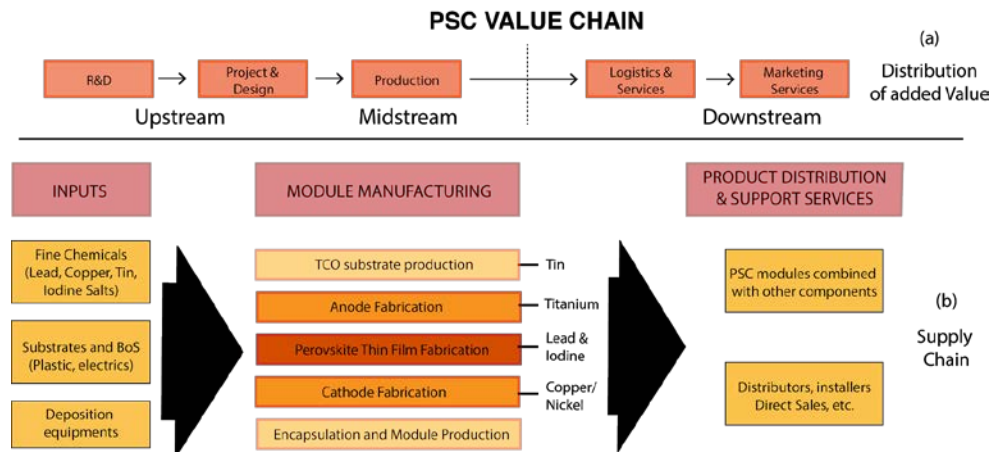 PSC VALUE CHAIN
(a)
R&D
Project &
Design
Production
Logistics &
Services
Marketing
Services
Distribution
of added Value
Upstream
Midstream
Downstream
INPUTS
MODULE MANUFACTURING
PRODUCT DISTRIBUTION
& SUPPORT SERVICES
Fine Chemicals
(Lead, Copper, Tin,
Iodine Salts)
Substrates and BoS
(Plastic, electrics)
Deposition
equipments
TCO substrate production
Tin
Anode Fabrication
Titanium
Perovskite Thin Film Fabrication
Lead &
Iodine
Cathode Fabrication
Copper/
Nickel
Encapsulation and Module Production
PSC modules combined
with other components
Distributors, installers
Direct Sales, etc.
(b)
Supply
Chain